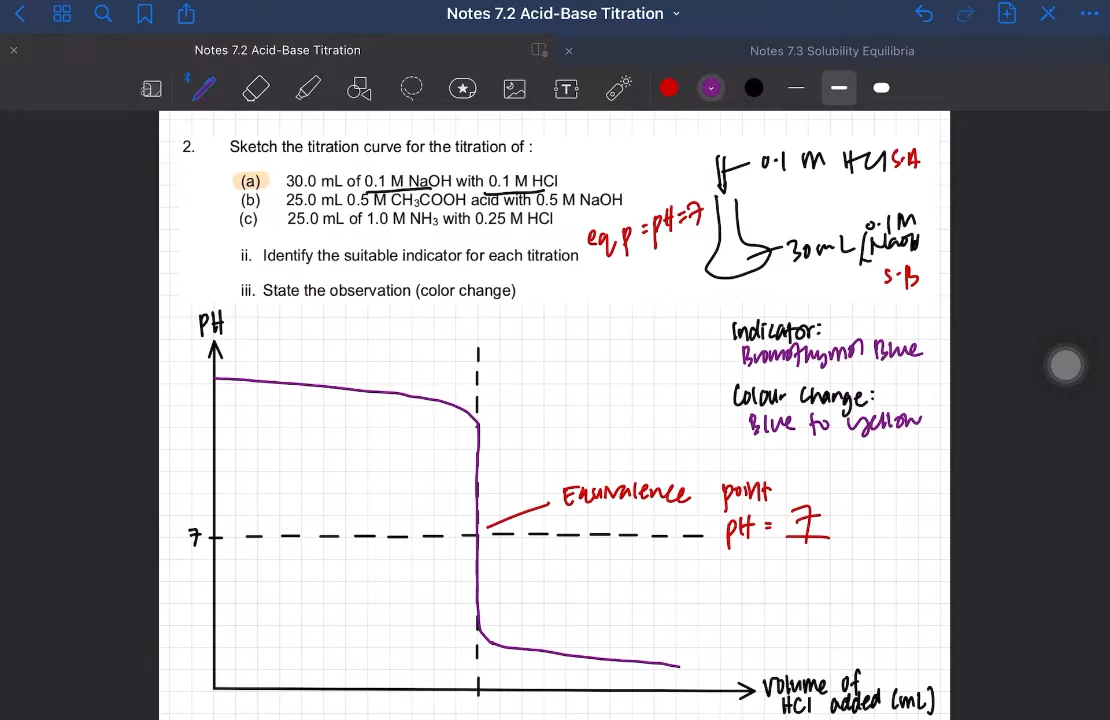 Notes 7.2 Acid-Base Titration
Notes 7.2 Acid-Base Titration
Notes 7.3 Solubility Equilibria
T
2. Sketch the titration curve for the titration of :
(a) 30.0 mL of 0.1 M NaOH with 0.1 M HCl
(b) 25.0 mL 0.5 M CH₃COOH acid with 0.5 M NaOH
(c) 25.0 mL of 1.0 M NH₃ with 0.25 M HCl
ii. Identify the suitable indicator for each titration
iii. State the observation (color change)
0.1 M HCl S.A
eq p = pH = 7
0.1 M
30 mL NaOH
S.B
pH
Indicator:
Bromothymol Blue
Colour change:
Blue to yellow
Equivalence point
pH = 7
7
volume of
HCl added (mL)